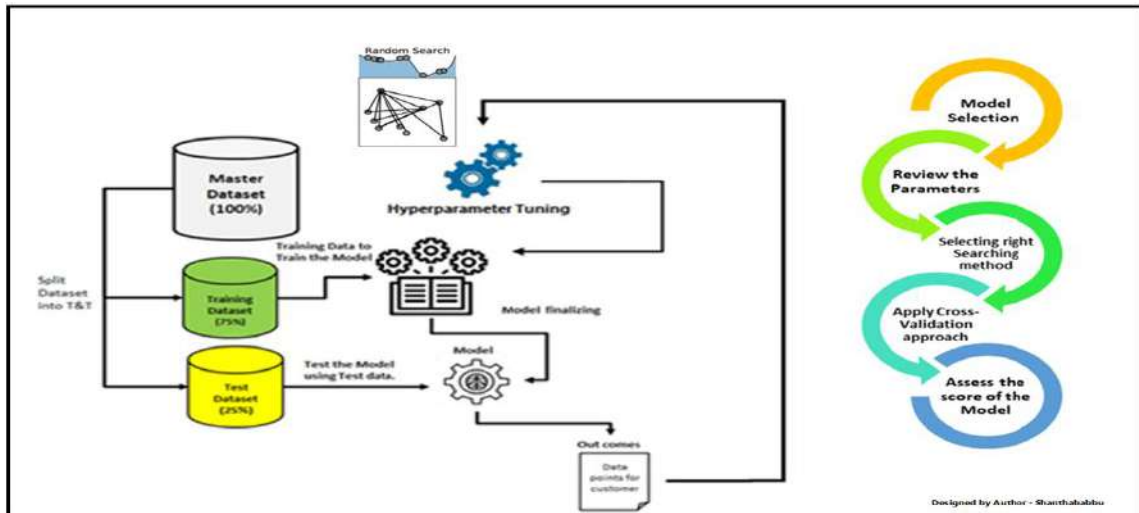 Random Search
Master
Dataset
(100%)
Hyperparameter Tuning
Training Data to
Train the Model
Split
Dataset
into T&T
Training
Dataset
(75%)
Model finalizing
Test the Model
using Test data.
Model
Test
Dataset
(25%)
Out comes
Data
points for
customer
Model
Selection
Review the
Parameters
Selecting right
Searching
method
Apply Cross-
Validation
approach
Assess the
score of the
Model
Designed by Author - Shanthababbu